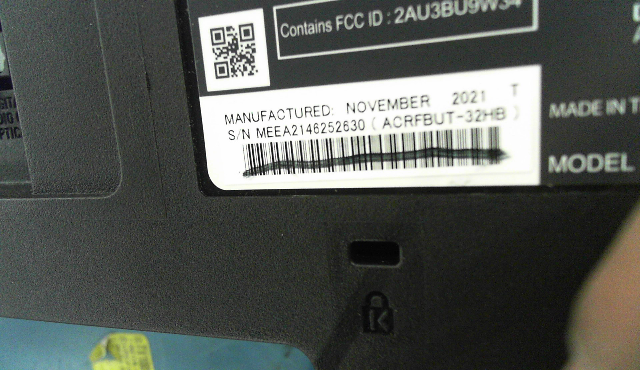 Contains FCC ID : 2AU3BU9W34
MANUFACTURED: NOVEMBER 2021 T
S/N MEEA2146252630 ( ACRFBUT-32HB )
MADE IN T
MODEL